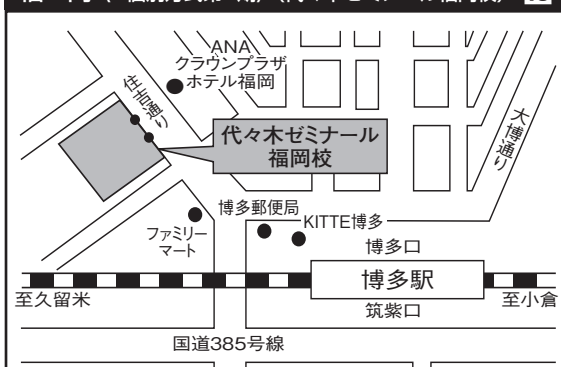 ANA
クラウンプラザ
ホテル福岡
住吉通り
大博通り
代々木ゼミナール
福岡校
博多郵便局
KITTE博多
ファミリー
マート
博多口
博多駅
至久留米
至小倉
筑紫口
国道385号線